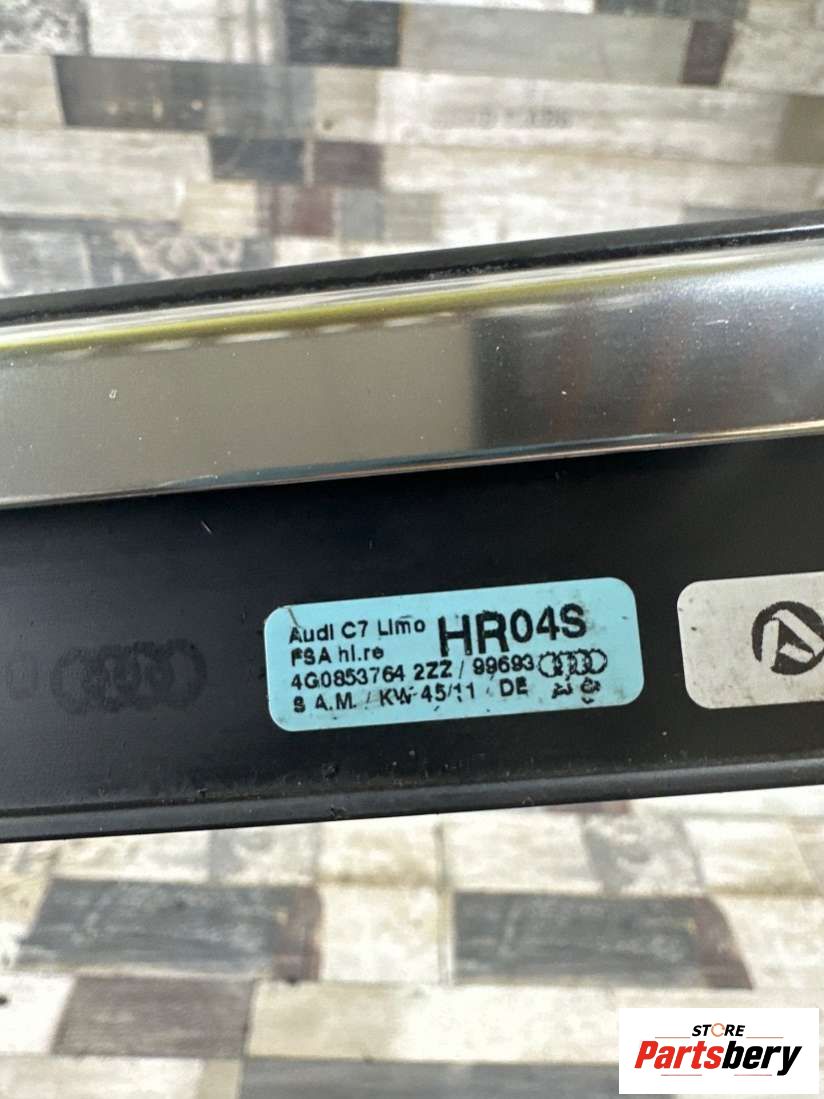 Audi C7 Limo HR04S
FSA hi.re
4G0853764 2ZZ / 99693
S A.M. / KW 45/11 / DE
STORE
Partsbery